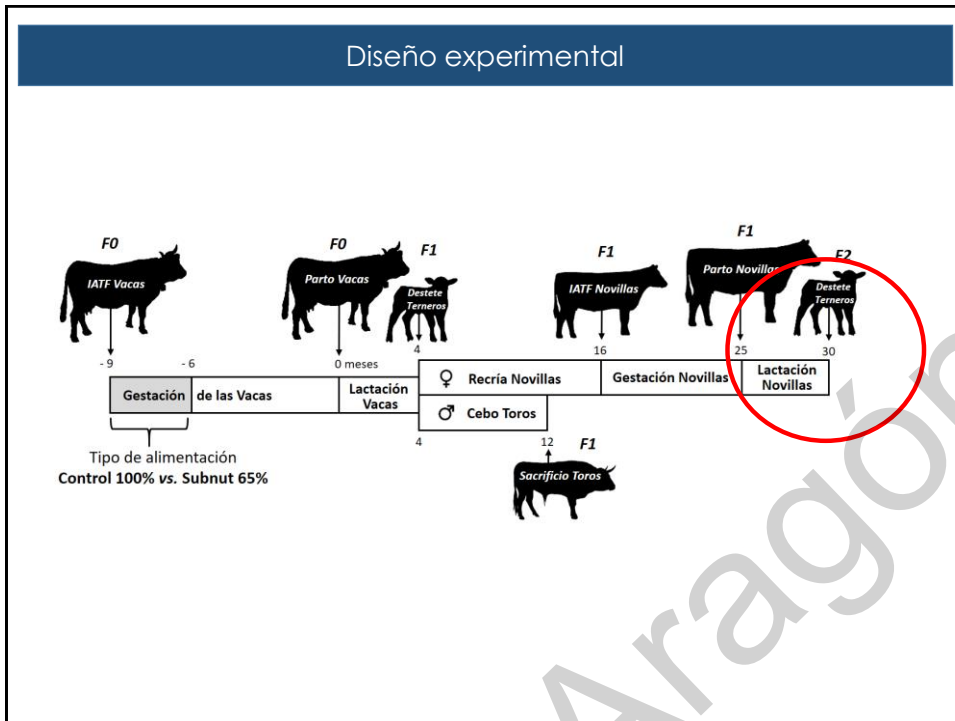 Diseño experimental
F0
IATF Vacas
F0
Parto Vacas
F1
Destete
Terneros
F1
IATF Novillas
F1
Parto Novillas
F2
Destete
Terneros
- 9
- 6
0 meses
4
16
25
30
Gestación de las Vacas
Lactación
Vacas
♀ Recría Novillas
Gestación Novillas
Lactación
Novillas
♂ Cebo Toros
4
12
F1
Tipo de alimentación
Control 100% vs. Subnut 65%
Sacrificio Toros
Aragón